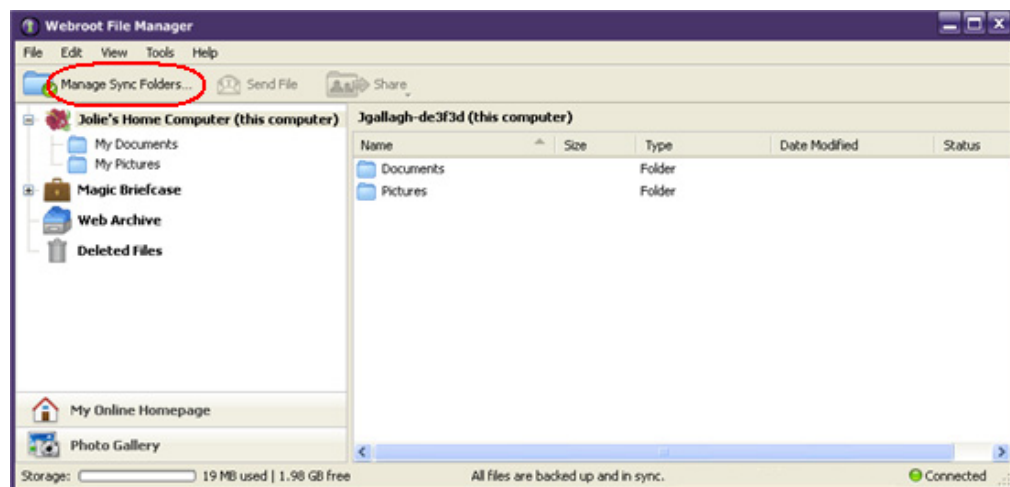 Webroot File Manager
File Edit View Tools Help
Manage Sync Folders... Send File Share
Jolie's Home Computer (this computer)
My Documents
My Pictures
Magic Briefcase
Web Archive
Deleted Files
My Online Homepage
Photo Gallery
Jgallagh-de3f3d (this computer)
Name Size Type Date Modified Status
Documents Folder
Pictures Folder
Storage: 19 MB used | 1.98 GB free All files are backed up and in sync. Connected